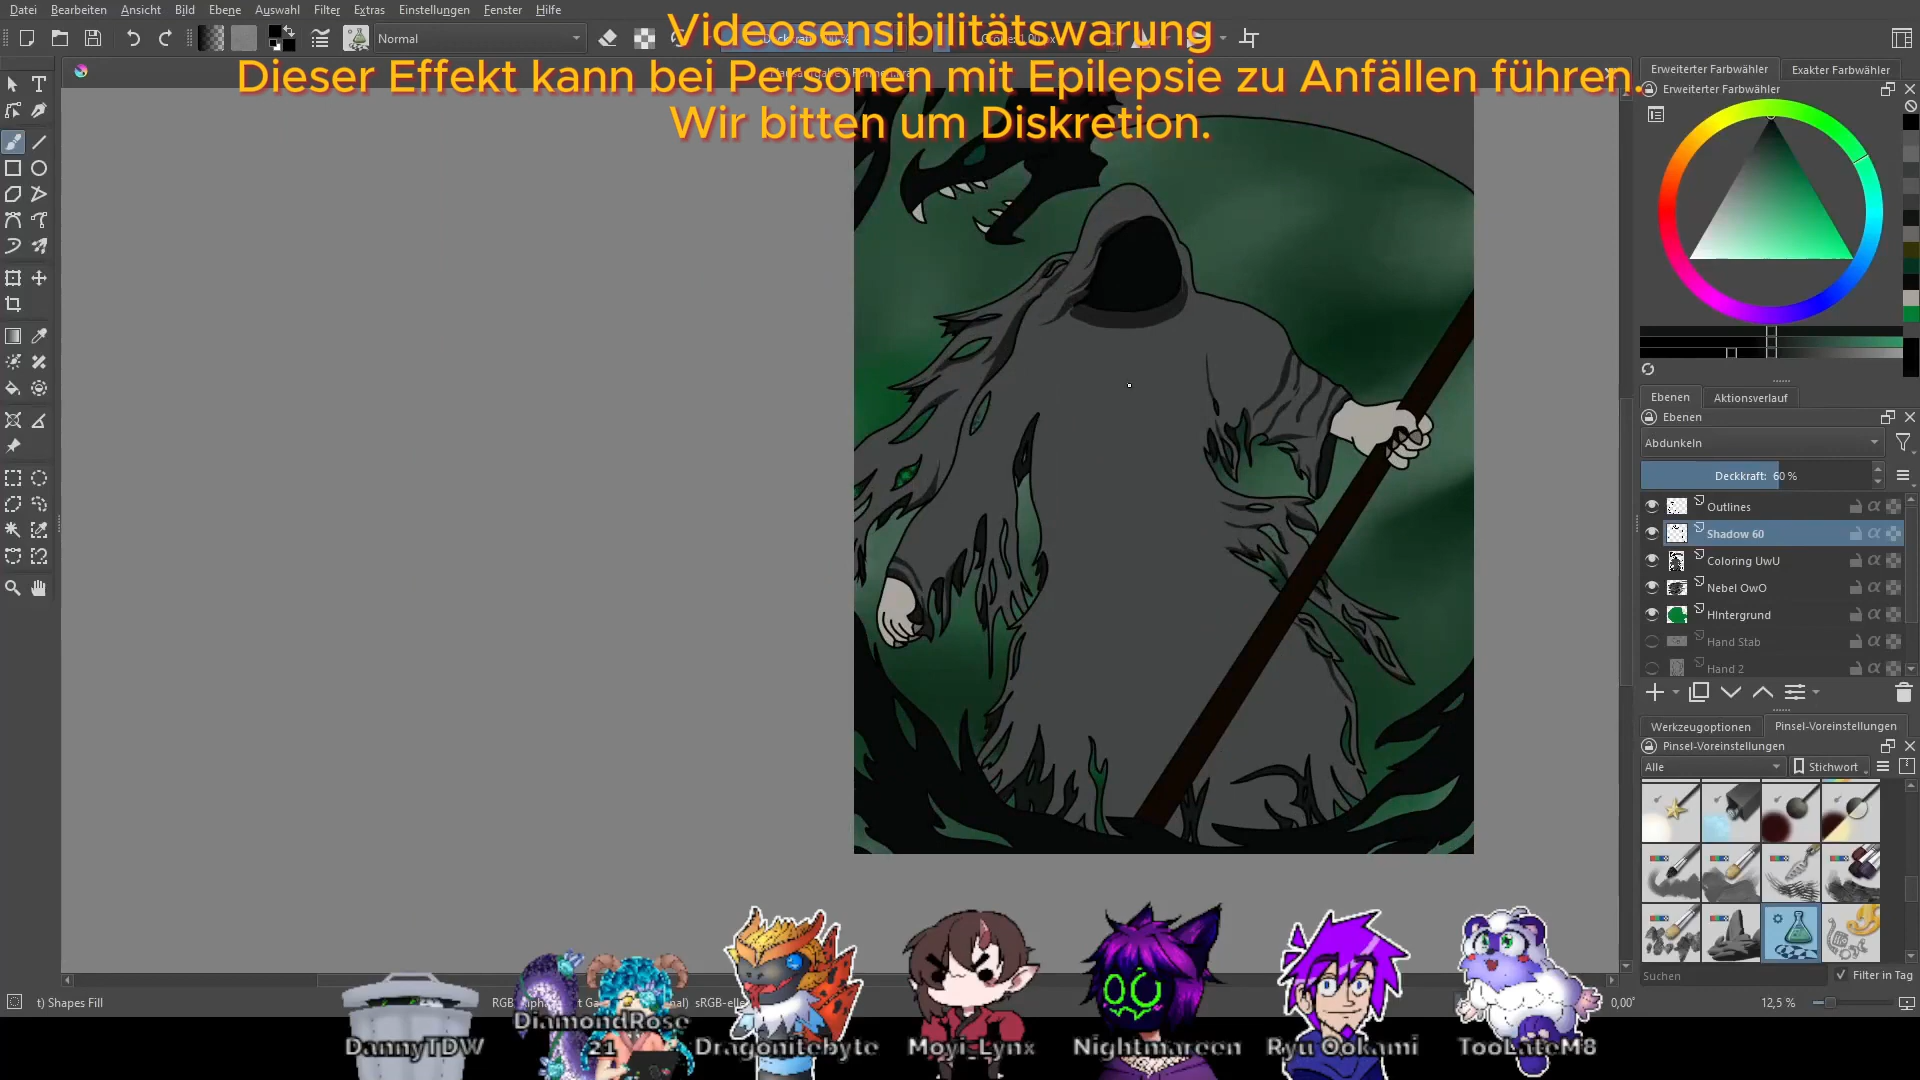 Datei Bearbeiten Ansicht Bild Ebene Auswahl Filter Extras Einstellungen Fenster Hilfe
Videosensibilitätswarung
Normal
Dieser Effekt kann bei Personen mit Epilepsie zu Anfällen führen.
Wir bitten um Diskretion.
Erweiterter Farbwähler Exakter Farbwähler
Erweiterter Farbwähler
Ebenen Aktionsverlauf
Ebenen
Abdunkeln
Deckkraft: 60 %
Outlines
Shadow 60
Coloring UwU
Nebel OwO
HIntergrund
Hand Stab
Hand 2
Werkzeugoptionen Pinsel-Voreinstellungen
Pinsel-Voreinstellungen
Alle Stichwort
Suchen Filter in Tag
t) Shapes Fill
0,00° 12,5 %
DannyTDW
DiamondRose
21
Dragonitebyte
Moyi_Lynx
Nightmareen
Ryu Ookami
TooLateM8